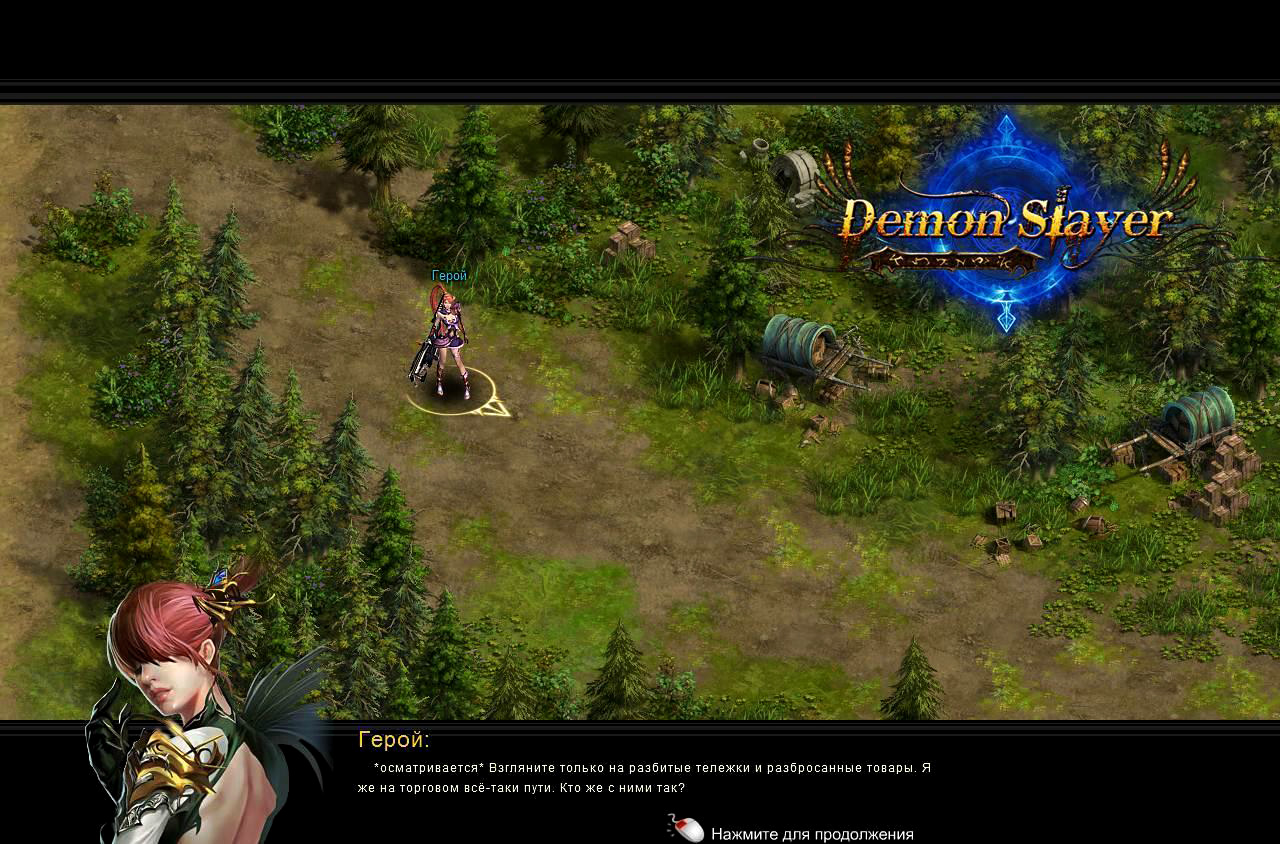 Demon Slayer
Герой
Герой:
*осматривается* Взгляните только на разбитые тележки и разбросанные товары. Я
же на торговом всё-таки пути. Кто же с ними так?
Нажмите для продолжения